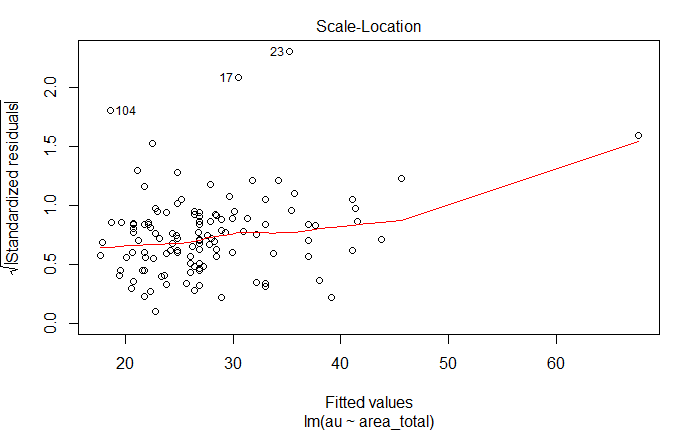 Scale-Location
√|Standardized residuals|
0.0 0.5 1.0 1.5 2.0
23
17
104
20 30 40 50 60
Fitted values
lm(au ~ area_total)